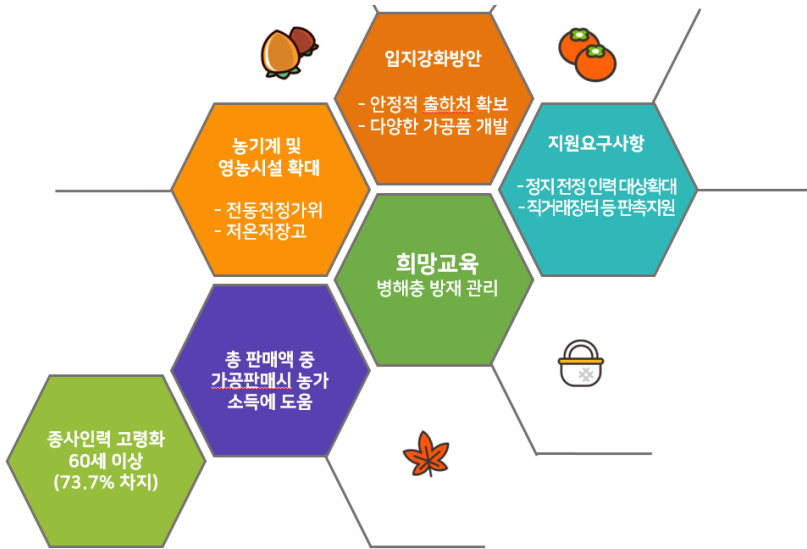 입지강화방안
- 안정적 출하처 확보
- 다양한 가공품 개발
농기계 및
영농시설 확대
- 전동전정가위
- 저온저장고
지원요구사항
- 정지 전정 인력 대상확대
- 직거래장터 등 판촉지원
희망교육
병해충 방재 관리
총 판매액 중
가공판매시 농가
소득에 도움
종사인력 고령화
60세 이상
(73.7% 차지)